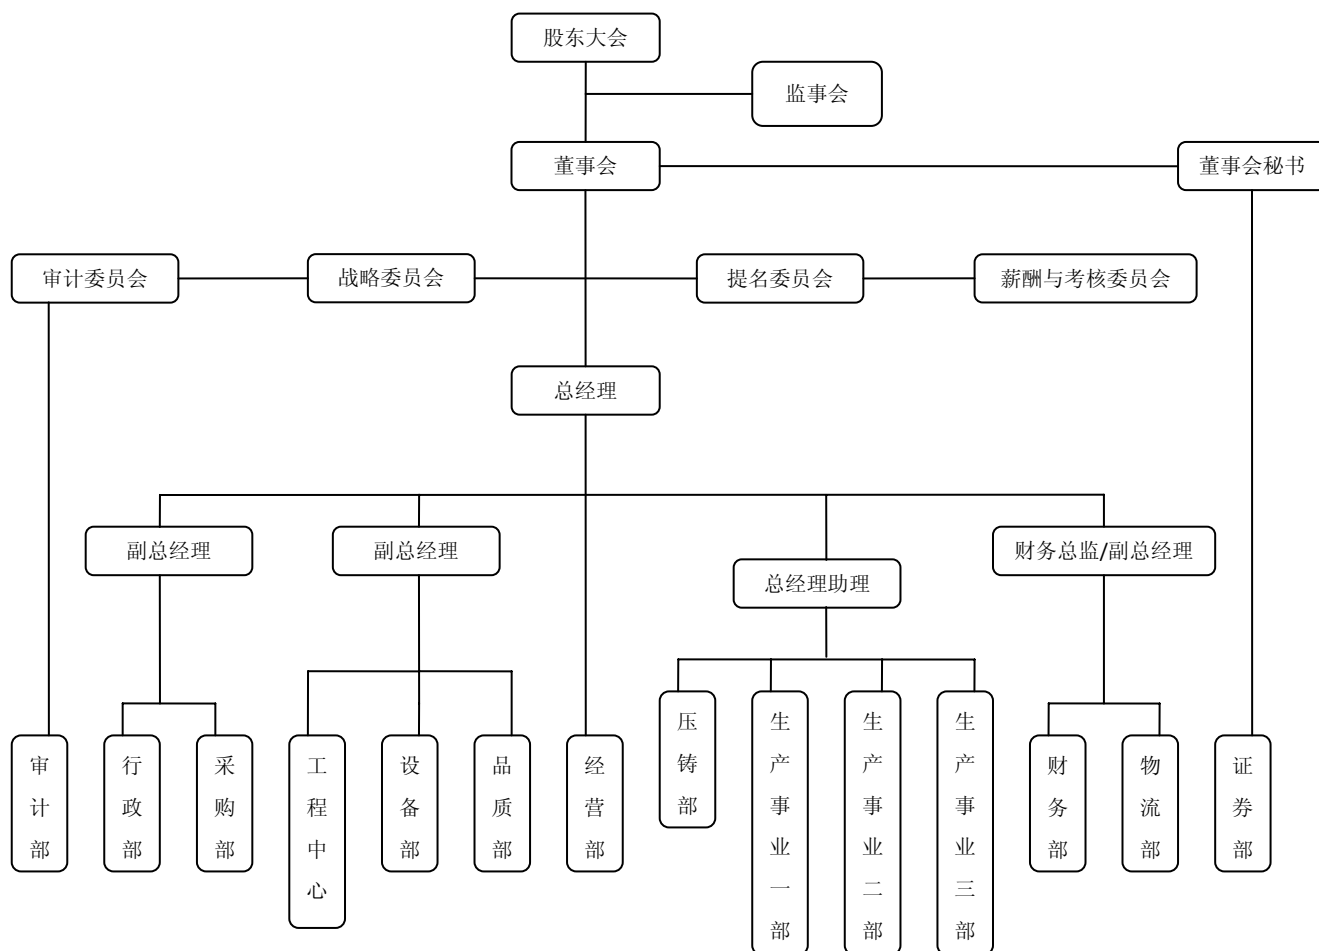 股东大会
监事会
董事会
董事会秘书
审计委员会
战略委员会
提名委员会
薪酬与考核委员会
总经理
副总经理
副总经理
总经理助理
财务总监/副总经理
审计部
行政部
采购部
工程中心
设备部
品质部
经营部
压铸部
生产事业一部
生产事业二部
生产事业三部
财务部
物流部
证券部